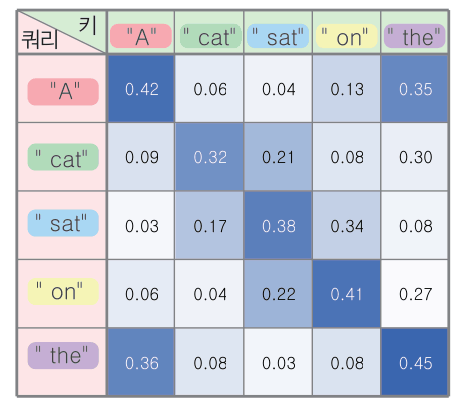 쿼리 키 "A" " cat" " sat" " on" " the"
"A" 0.42 0.06 0.04 0.13 0.35
" cat" 0.09 0.32 0.21 0.08 0.30
" sat" 0.03 0.17 0.38 0.34 0.08
" on" 0.06 0.04 0.22 0.41 0.27
" the" 0.36 0.08 0.03 0.08 0.45